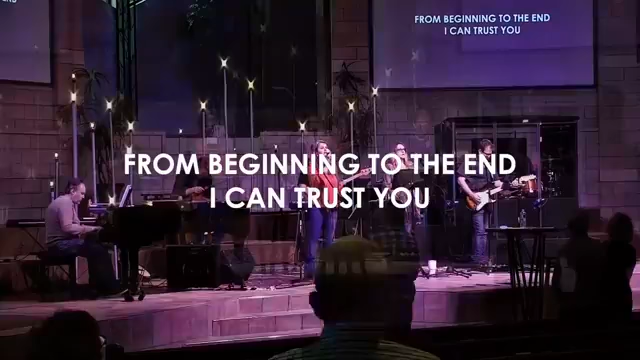 FROM BEGINNING TO THE END
I CAN TRUST YOU
FROM BEGINNING TO THE END
I CAN TRUST YOU